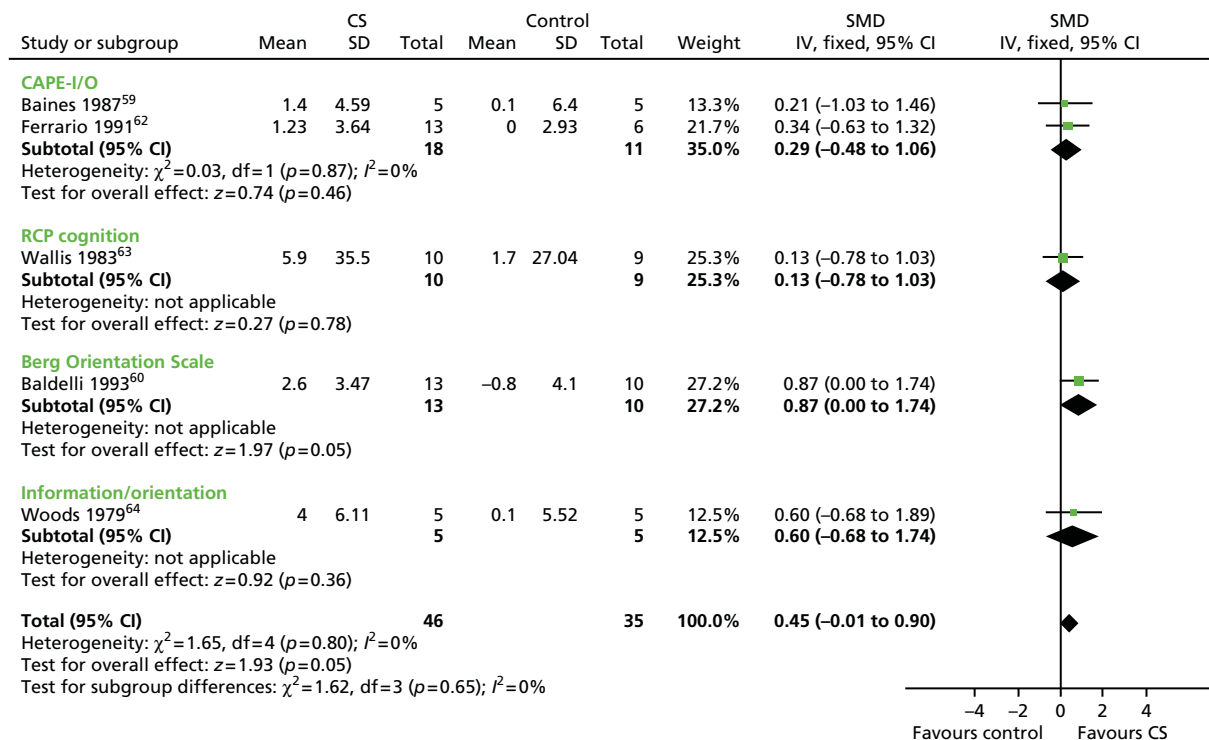 CS Control SMD SMD
Study or subgroup Mean SD Total Mean SD Total Weight IV, fixed, 95% CI IV, fixed, 95% CI
CAPE-I/O
Baines 1987⁵⁹ 1.4 4.59 5 0.1 6.4 5 13.3% 0.21 (–1.03 to 1.46)
Ferrario 1991⁶² 1.23 3.64 13 0 2.93 6 21.7% 0.34 (–0.63 to 1.32)
Subtotal (95% CI) 18 11 35.0% 0.29 (–0.48 to 1.06)
Heterogeneity: χ²=0.03, df=1 (p=0.87); I²=0%
Test for overall effect: z=0.74 (p=0.46)
RCP cognition
Wallis 1983⁶³ 5.9 35.5 10 1.7 27.04 9 25.3% 0.13 (–0.78 to 1.03)
Subtotal (95% CI) 10 9 25.3% 0.13 (–0.78 to 1.03)
Heterogeneity: not applicable
Test for overall effect: z=0.27 (p=0.78)
Berg Orientation Scale
Baldelli 1993⁶⁰ 2.6 3.47 13 –0.8 4.1 10 27.2% 0.87 (0.00 to 1.74)
Subtotal (95% CI) 13 10 27.2% 0.87 (0.00 to 1.74)
Heterogeneity: not applicable
Test for overall effect: z=1.97 (p=0.05)
Information/orientation
Woods 1979⁶⁴ 4 6.11 5 0.1 5.52 5 12.5% 0.60 (–0.68 to 1.89)
Subtotal (95% CI) 5 5 12.5% 0.60 (–0.68 to 1.74)
Heterogeneity: not applicable
Test for overall effect: z=0.92 (p=0.36)
Total (95% CI) 46 35 100.0% 0.45 (–0.01 to 0.90)
Heterogeneity: χ²=1.65, df=4 (p=0.80); I²=0%
Test for overall effect: z=1.93 (p=0.05)
Test for subgroup differences: χ²=1.62, df=3 (p=0.65); I²=0%
–4 –2 0 2 4
Favours control Favours CS